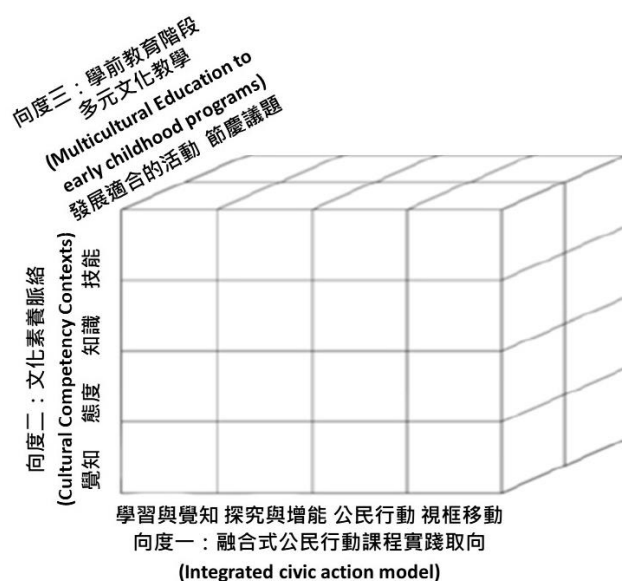 向度三：學前教育階段
多元文化教學
(Multicultural Education to
early childhood programs)
發展適合的活動 節慶議題
向度二：文化素養脈絡
(Cultural Competency Contexts)
覺知 態度 知識 技能
學習與覺知 探究與增能 公民行動 視框移動
向度一：融合式公民行動課程實踐取向
(Integrated civic action model)